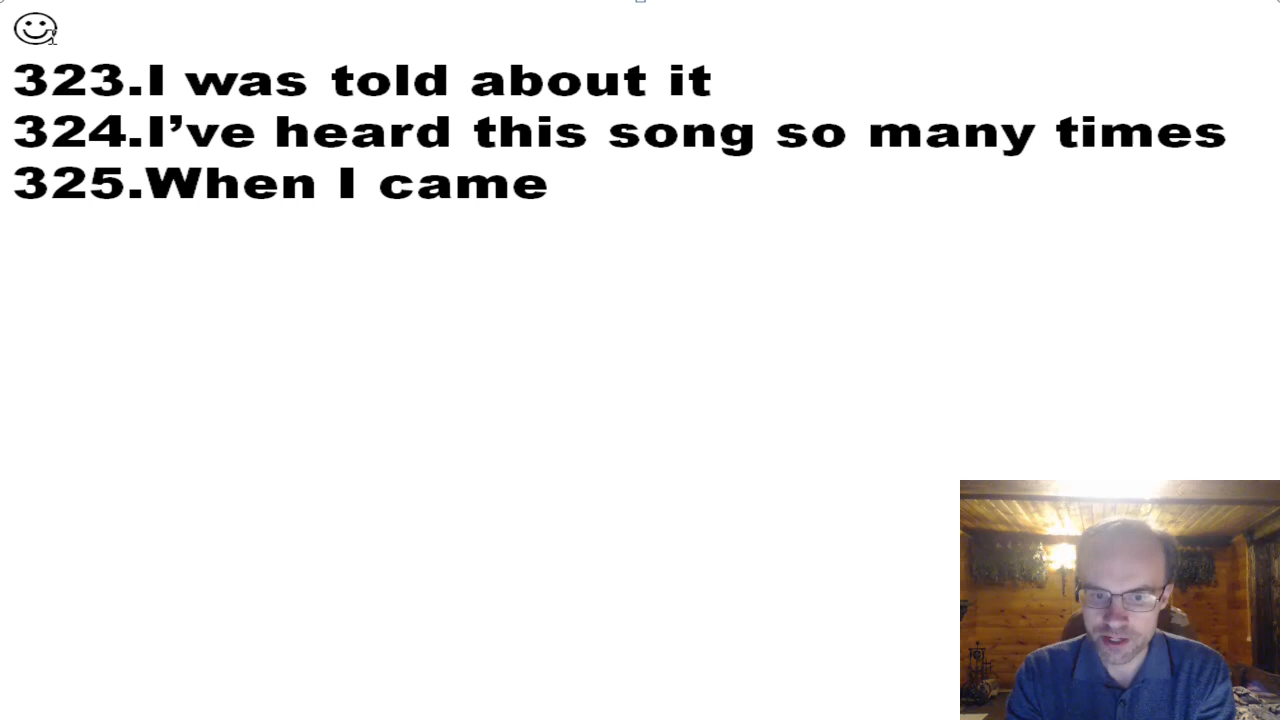 323.I was told about it
324.I’ve heard this song so many times
325.When I came